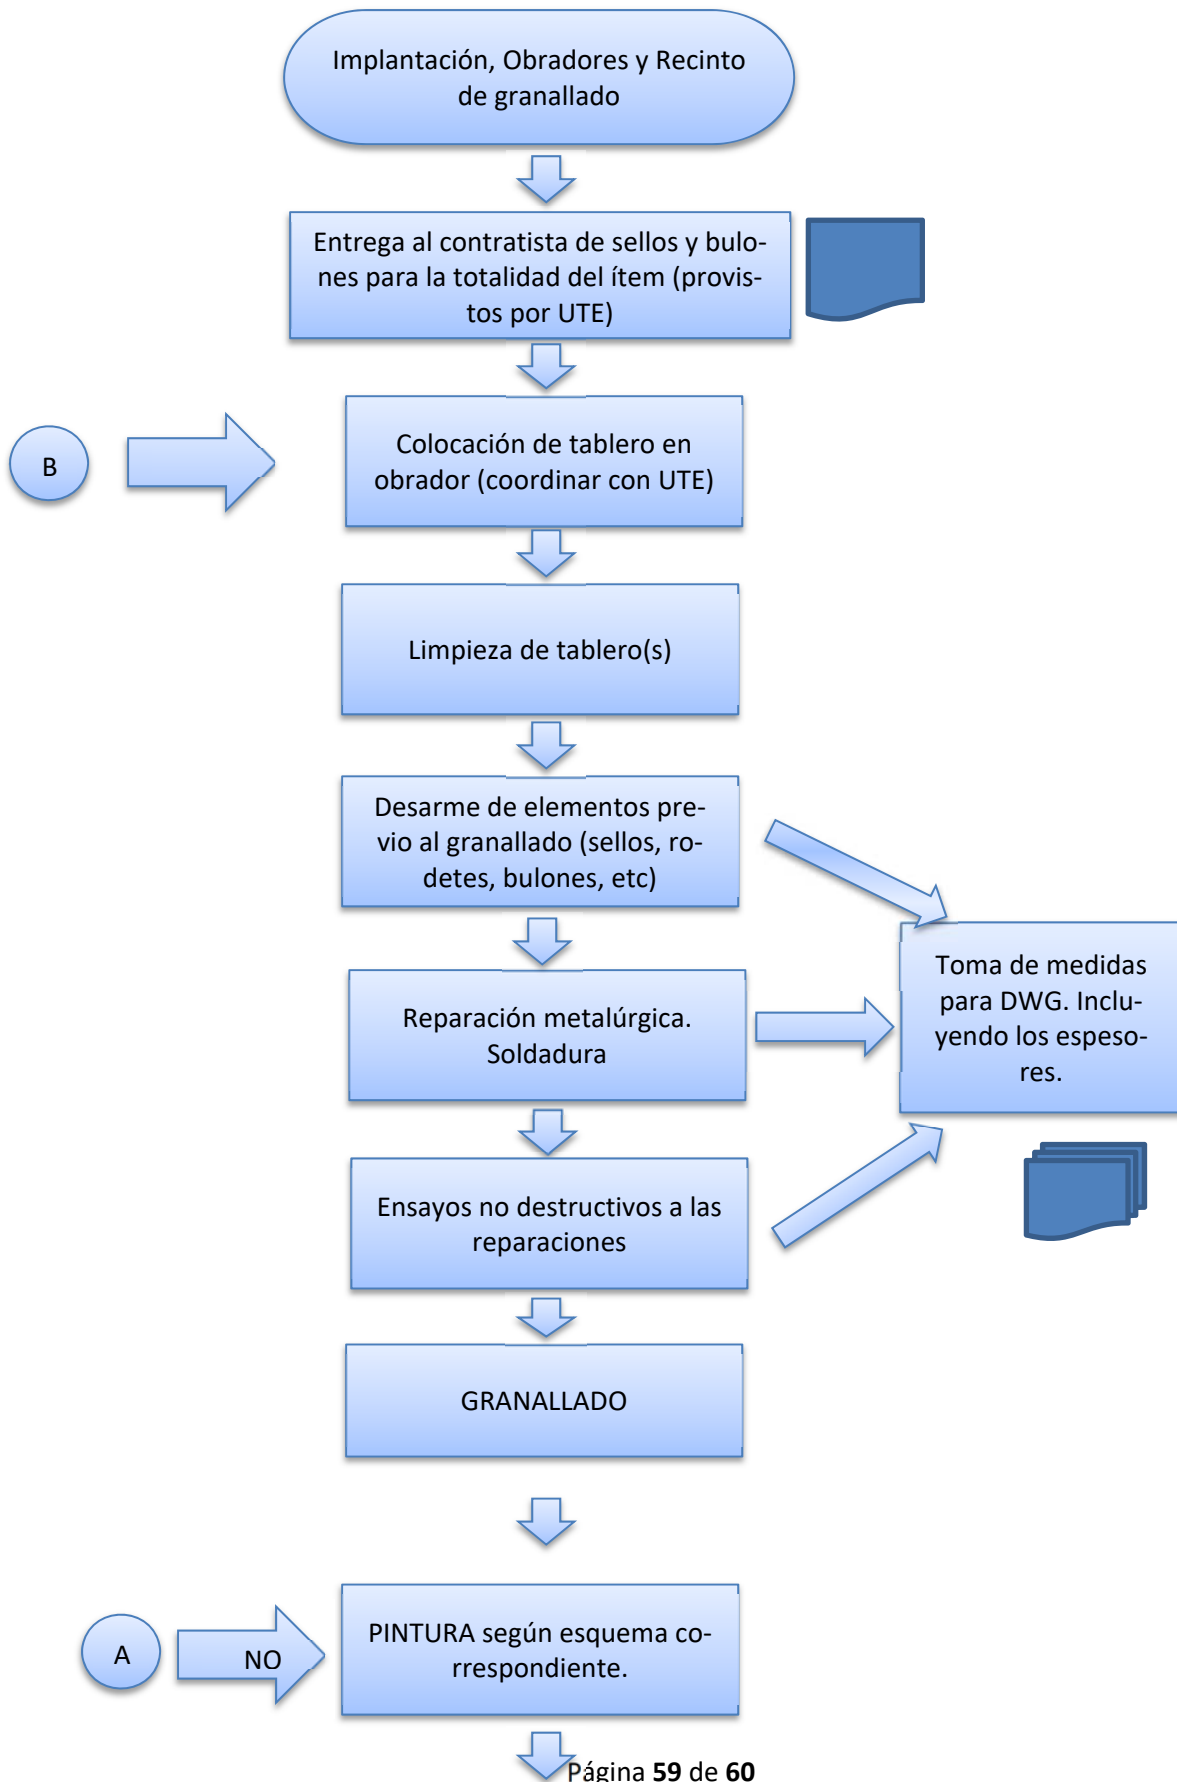 Implantación, Obradores y Recinto
de granallado
Entrega al contratista de sellos y bulo-
nes para la totalidad del ítem (provis-
tos por UTE)
B
Colocación de tablero en
obrador (coordinar con UTE)
Limpieza de tablero(s)
Desarme de elementos pre-
vio al granallado (sellos, ro-
detes, bulones, etc)
Toma de medidas
para DWG. Inclu-
yendo los espeso-
res.
Reparación metalúrgica.
Soldadura
Ensayos no destructivos a las
reparaciones
GRANALLADO
A
NO
PINTURA según esquema co-
rrespondiente.
Página 59 de 60